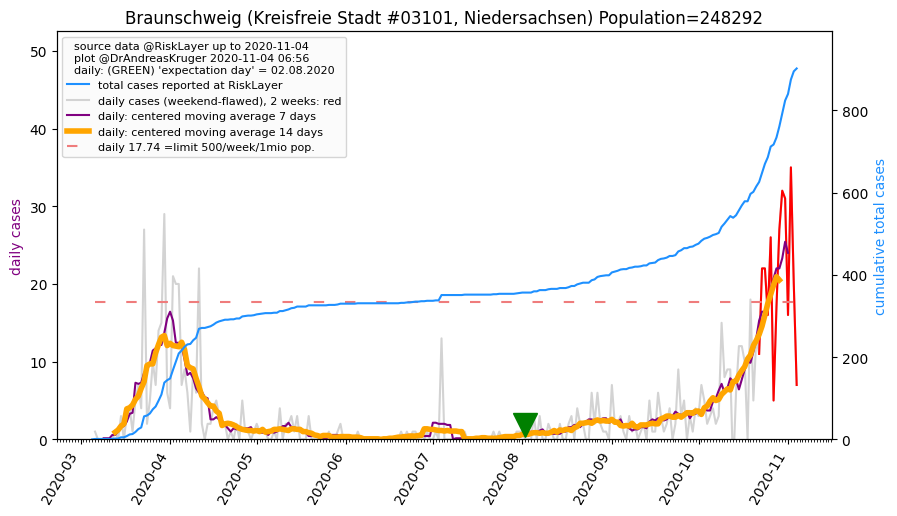 Braunschweig (Kreisfreie Stadt #03101, Niedersachsen) Population=248292
source data @RiskLayer up to 2020-11-04
plot @DrAndreasKruger 2020-11-04 06:56
daily: (GREEN) 'expectation day' = 02.08.2020
total cases reported at RiskLayer
daily cases (weekend-flawed), 2 weeks: red
daily: centered moving average 7 days
daily: centered moving average 14 days
daily 17.74 =limit 500/week/1mio pop.
daily cases
50
40
30
20
10
0
cumulative total cases
800
600
400
200
0
2020-03
2020-04
2020-05
2020-06
2020-07
2020-08
2020-09
2020-10
2020-11